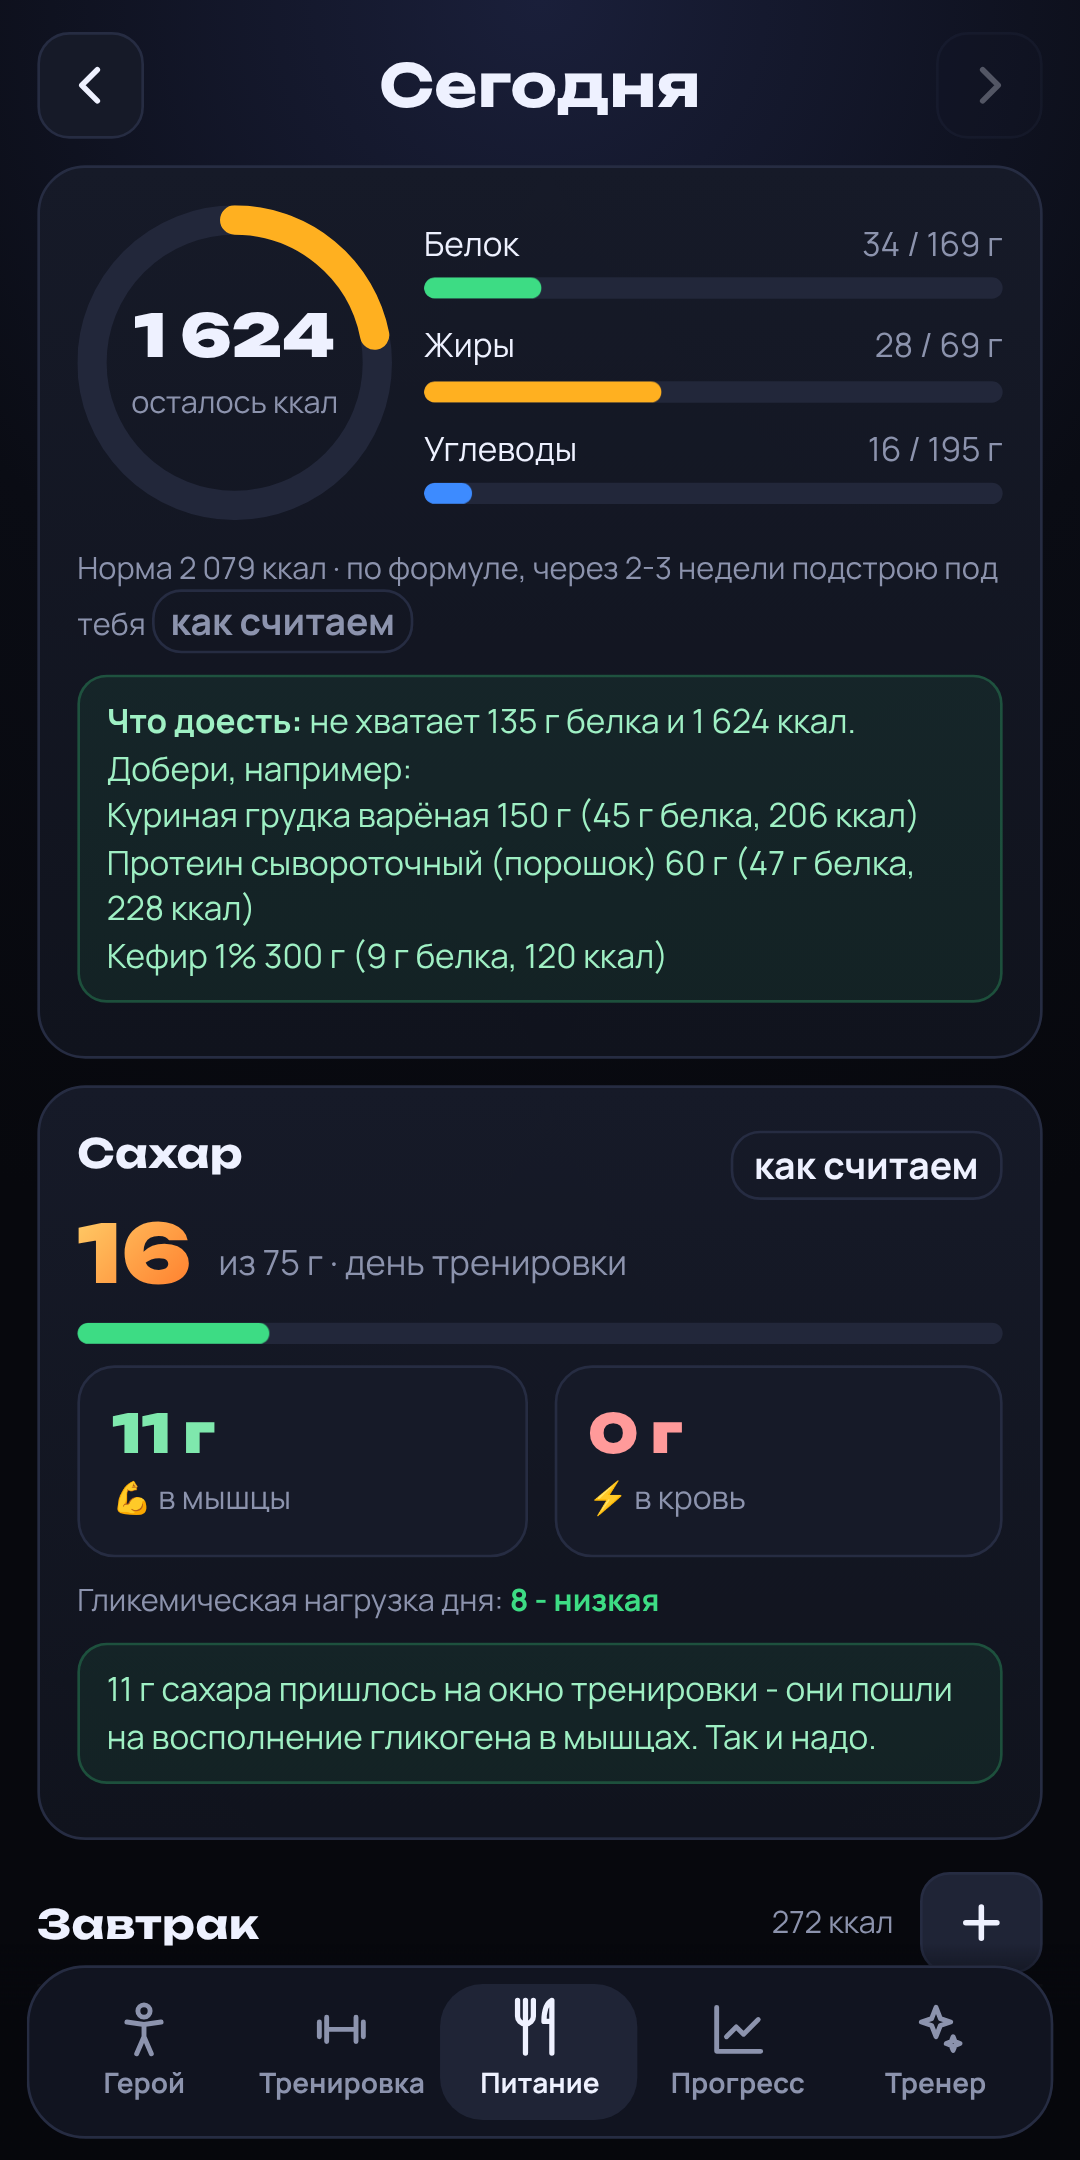 Сегодня
1 624
осталось ккал
Белок 34 / 169 г
Жиры 28 / 69 г
Углеводы 16 / 195 г
Норма 2 079 ккал · по формуле, через 2-3 недели подстрою под
тебя как считаем
Что доесть: не хватает 135 г белка и 1 624 ккал.
Добери, например:
Куриная грудка варёная 150 г (45 г белка, 206 ккал)
Протеин сывороточный (порошок) 60 г (47 г белка,
228 ккал)
Кефир 1% 300 г (9 г белка, 120 ккал)
Сахар
как считаем
16 из 75 г · день тренировки
11 г
💪 в мышцы
0 г
⚡ в кровь
Гликемическая нагрузка дня: 8 - низкая
11 г сахара пришлось на окно тренировки - они пошли
на восполнение гликогена в мышцах. Так и надо.
Завтрак 272 ккал +
Герой Тренировка Питание Прогресс Тренер